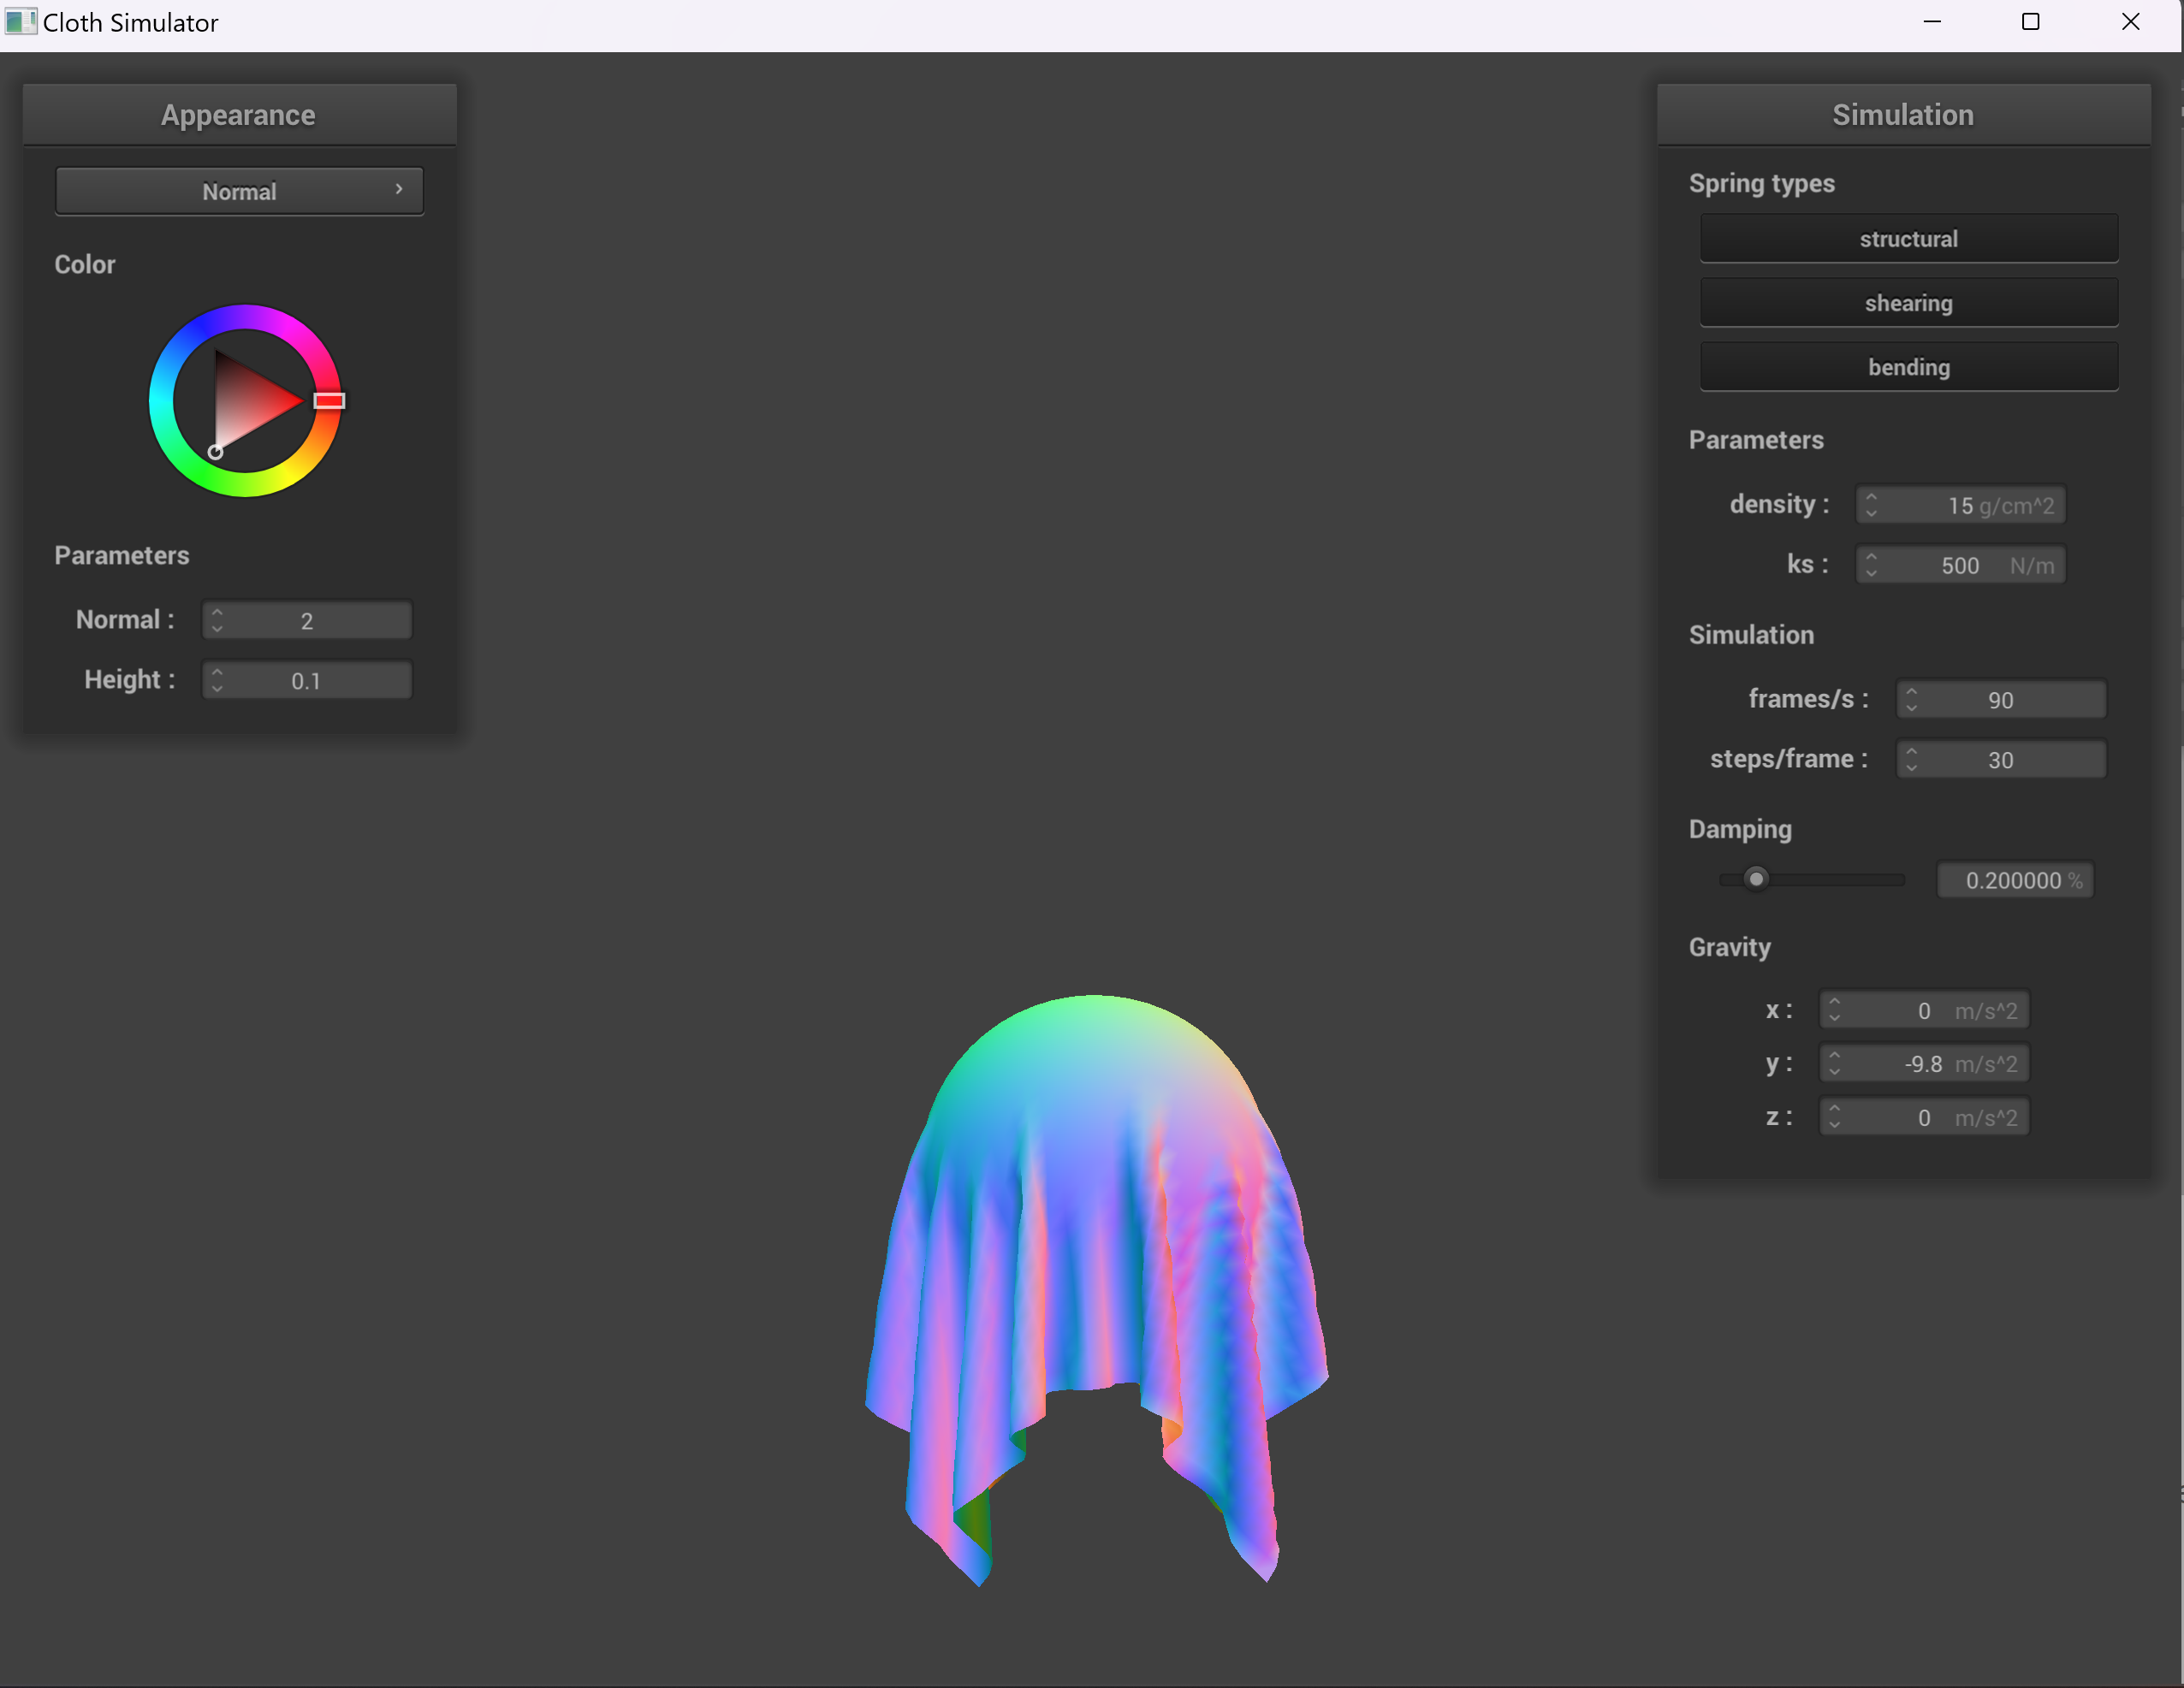 Cloth Simulator
Appearance
Normal
Color
Parameters
Normal : 2
Height : 0.1
Simulation
Spring types
structural
shearing
bending
Parameters
density : 15 g/cm^2
ks : 500 N/m
Simulation
frames/s : 90
steps/frame : 30
Damping
0.200000 %
Gravity
x : 0 m/s^2
y : -9.8 m/s^2
z : 0 m/s^2